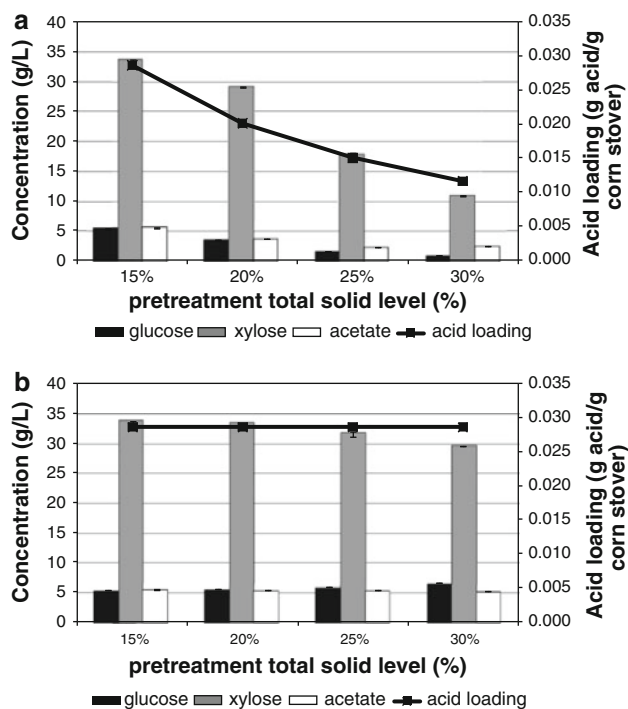 a
40
35
30
25
20
15
10
5
0
Concentration (g/L)
0.035
0.030
0.025
0.020
0.015
0.010
0.005
0.000
Acid loading (g acid/g
corn stover)
15% 20% 25% 30%
pretreatment total solid level (%)
glucose xylose acetate acid loading
b
40
35
30
25
20
15
10
5
0
Concentration (g/L)
0.035
0.030
0.025
0.020
0.015
0.010
0.005
0.000
Acid loading (g acid/g
corn stover)
15% 20% 25% 30%
pretreatment total solid level (%)
glucose xylose acetate acid loading